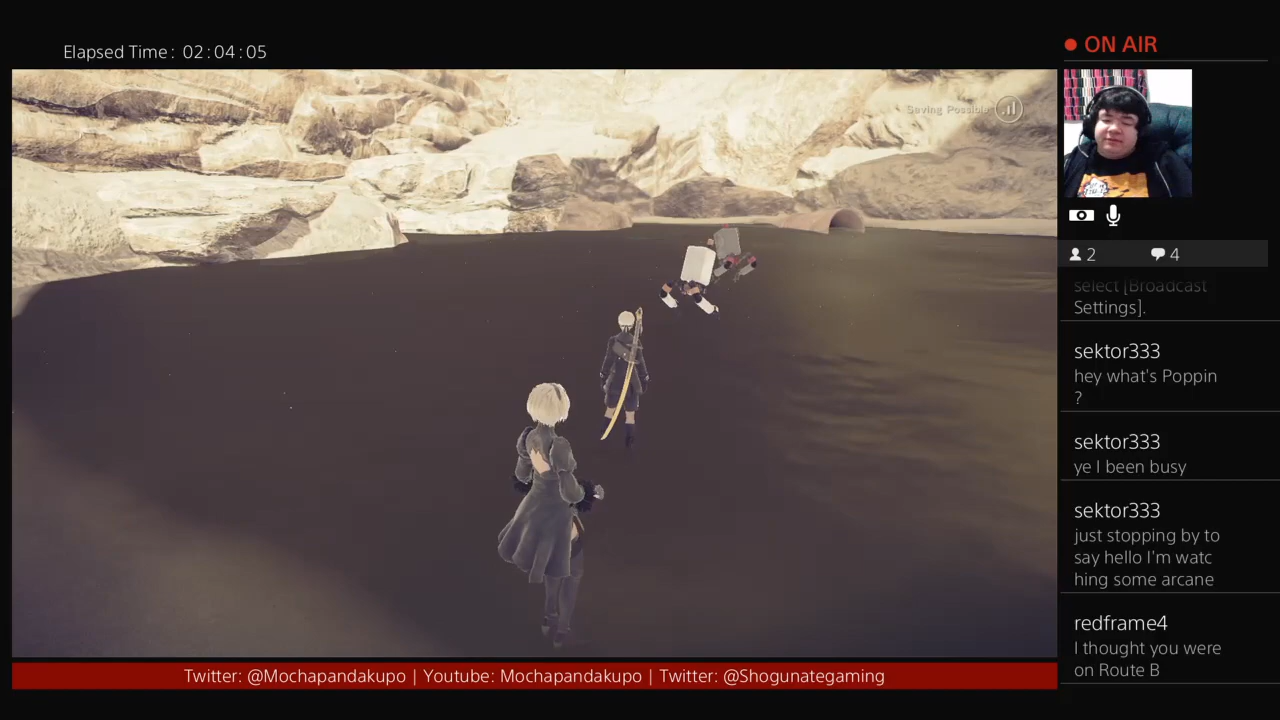 Elapsed Time: 02:04:05
ON AIR
Saving Possible
2
4
select [Broadcast
Settings].
sektor333
hey what's Poppin
?
sektor333
ye I been busy
sektor333
just stopping by to
say hello I'm watc
hing some arcane
redframe4
I thought you were
on Route B
Twitter: @Mochapandakupo | Youtube: Mochapandakupo | Twitter: @Shogunategaming